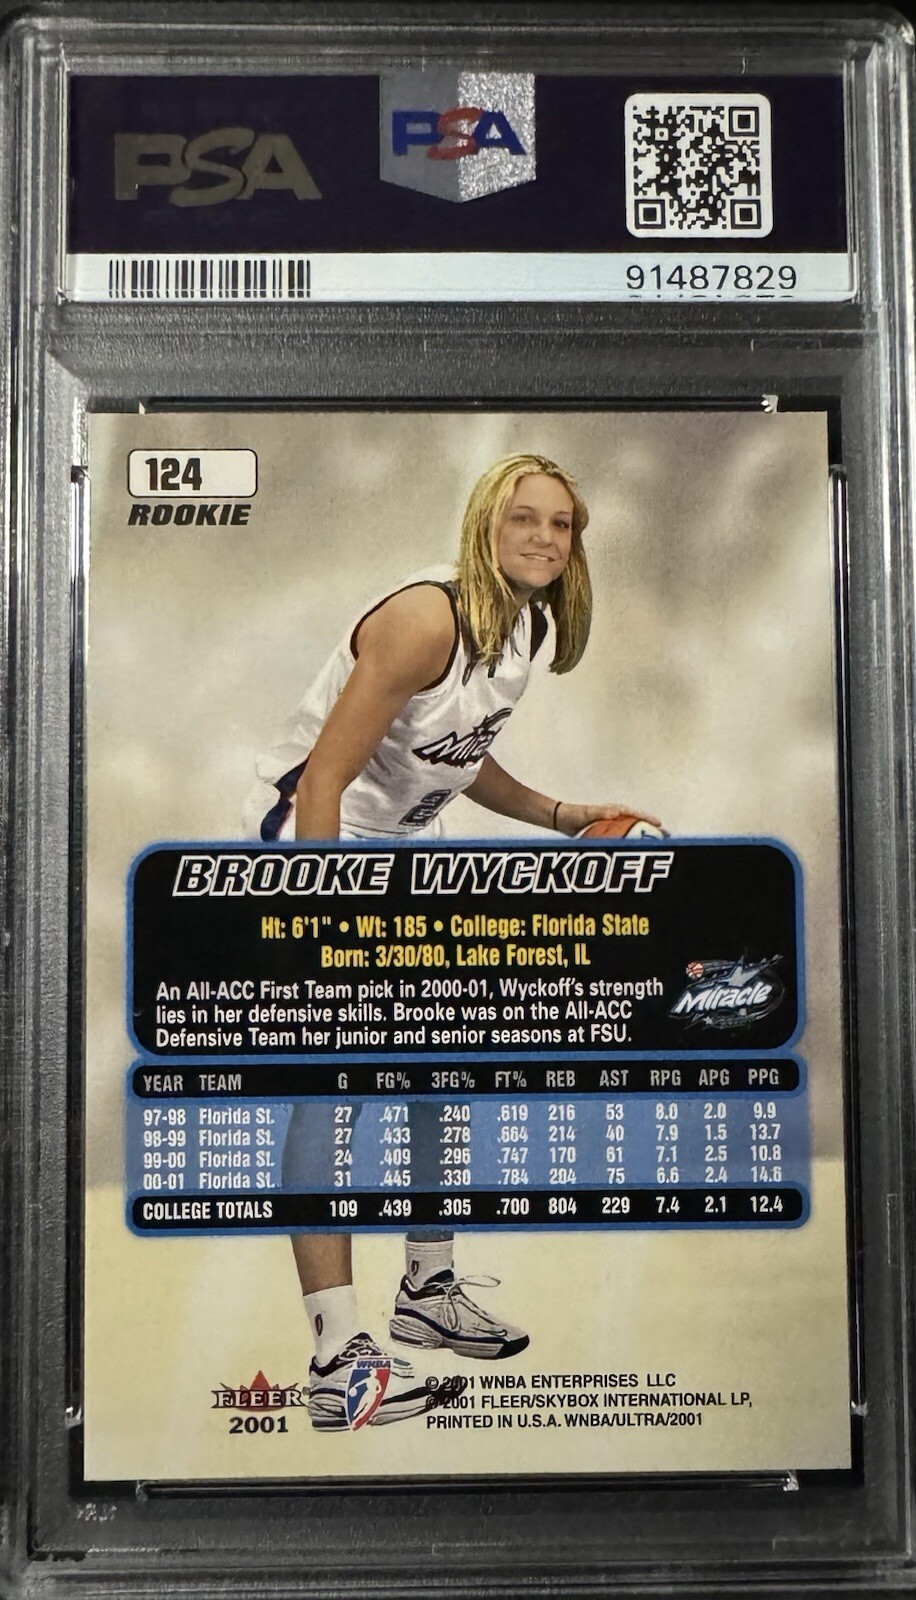 PSA
PSA
91487829
124
ROOKIE
Miracle
2
BROOKE WYCKOFF
Ht: 6'1" • Wt: 185 • College: Florida State
Born: 3/30/80, Lake Forest, IL
An All-ACC First Team pick in 2000-01, Wyckoff's strength
lies in her defensive skills. Brooke was on the All-ACC
Defensive Team her junior and senior seasons at FSU.
Miracle
YEAR TEAM G FG% 3FG% FT% REB AST RPG APG PPG
97-98 Florida St. 27 .471 .240 .619 216 53 8.0 2.0 9.9
98-99 Florida St. 27 .433 .278 .664 214 40 7.9 1.5 13.7
99-00 Florida St. 24 .409 .296 .747 170 61 7.1 2.5 10.8
00-01 Florida St. 31 .445 .330 .784 204 75 6.6 2.4 14.6
COLLEGE TOTALS 109 .439 .305 .700 804 229 7.4 2.1 12.4
WNBA
FLEER
2001
© 2001 WNBA ENTERPRISES LLC
© 2001 FLEER/SKYBOX INTERNATIONAL LP,
PRINTED IN U.S.A. WNBA/ULTRA/2001